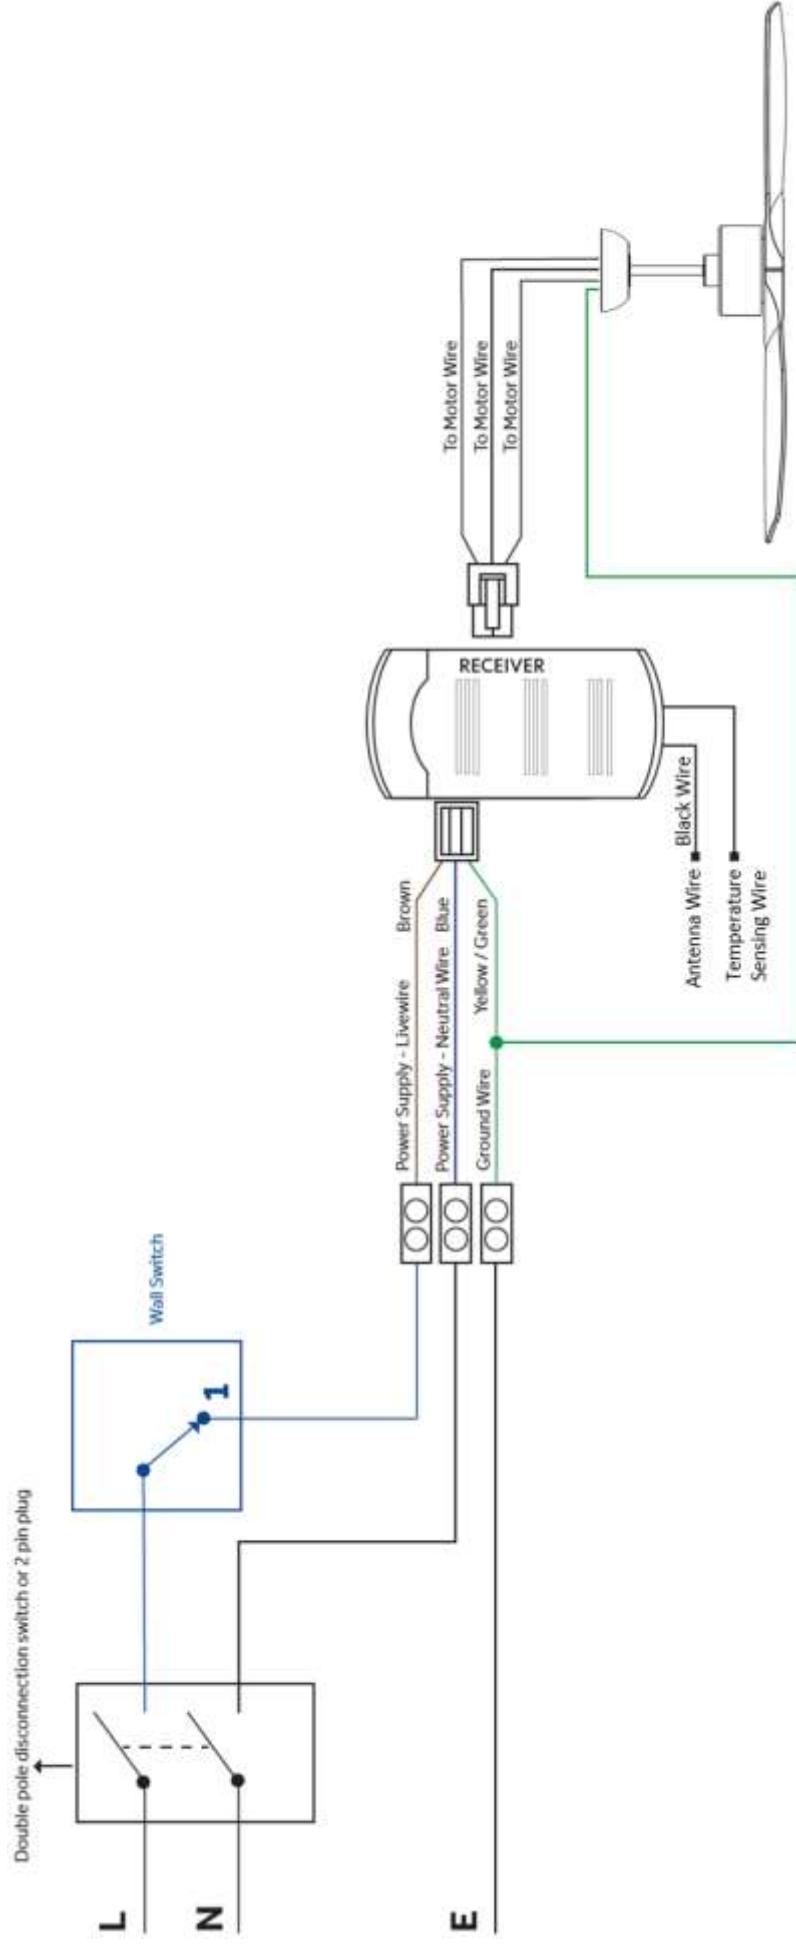 Double pole disconnection switch or 2 pin plug
L
N
E
Wall Switch
1
Power Supply - Livewire
Brown
Power Supply - Neutral Wire
Blue
Ground Wire
Yellow / Green
RECEIVER
To Motor Wire
To Motor Wire
To Motor Wire
Antenna Wire
Black Wire
Temperature
Sensing Wire